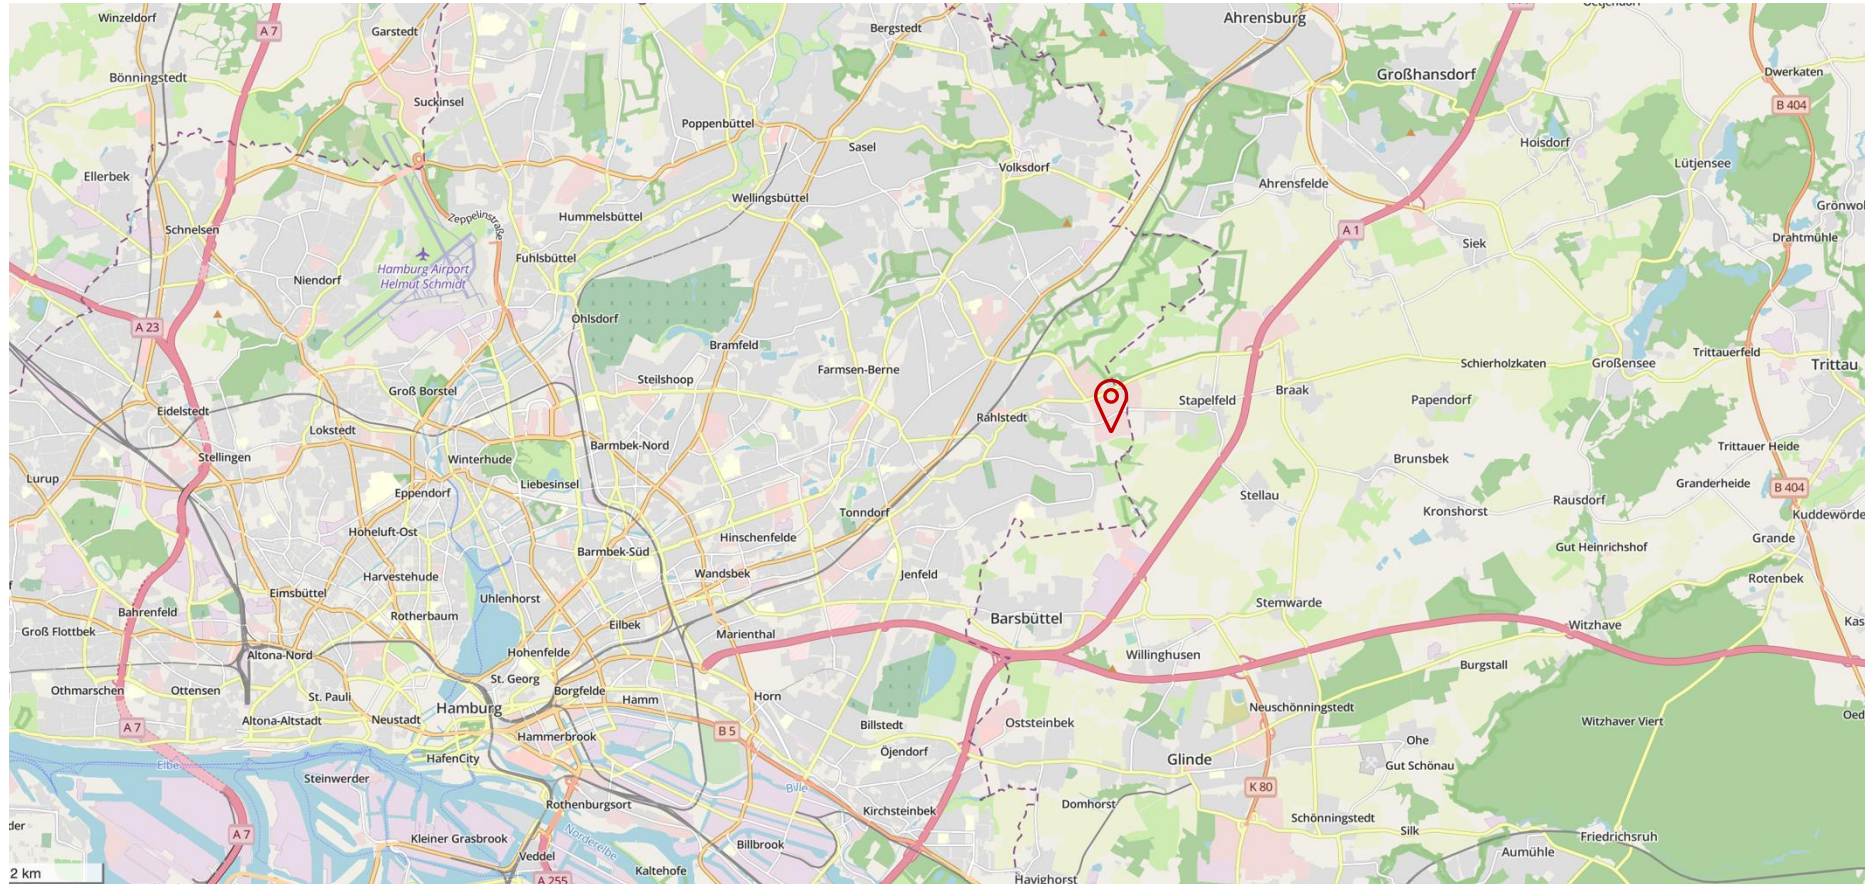 Winzeldorf
A 7
Garstedt
Bergstedt
Ahrensburg
Bönningstedt
Suckinsel
Großhansdorf
Dwerkaten
B 404
Poppenbüttel
Sasel
Hoisdorf
Ellerbek
Volksdorf
Lütjensee
Ahrensfelde
Wellingsbüttel
Zeppelinstraße
Hummelsbüttel
Schnelsen
A 1
Siek
Drahtmühle
Fuhlsbüttel
Niendorf
Hamburg Airport
Helmut Schmidt
Ohlsdorf
A 23
Bramfeld
Trittauerfeld
Schierholzkaten
Großensee
Trittau
Farmsen-Berne
Steilshoop
Groß Borstel
Braak
Stapelfeld
Papendorf
Eidelstedt
Rahlstedt
Lokstedt
Barmbek-Nord
Trittauer Heide
Stellingen
Winterhude
Brunsbek
Lurup
Liebesinsel
Granderheide
B 404
Eppendorf
Stellau
Rausdorf
Tonndorf
Kronshorst
Kuddewörde
Hoheluft-Ost
Hinschenfelde
Grande
Barmbek-Süd
Gut Heinrichshof
Wandsbek
Jenfeld
Harvestehude
Rotenbek
Eimsbüttel
Uhlenhorst
Stemwarde
Bahrenfeld
Rotherbaum
Barsbüttel
Eilbek
Witzhave
Groß Flottbek
Marienthal
Altona-Nord
Hohenfelde
Willinghusen
Burgstall
St. Georg
Othmarschen
Ottensen
St. Pauli
Borgfelde
Hamm
Horn
Hamburg
Neuschönningstedt
Altona-Altstadt
Neustadt
Billstedt
Oststeinbek
Witzhaver Viert
A 7
B 5
Hammerbrook
Öjendorf
Ohe
HafenCity
Glinde
Elbe
Gut Schönau
Steinwerder
K 80
Bille
Rothenburgsort
Domhorst
Kirchsteinbek
Schönningstedt
Silk
A 7
Friedrichsruh
Kleiner Grasbrook
Norderelbe
Billbrook
Aumühle
Veddel
Kaltehofe
2 km
A 255
Havighorst